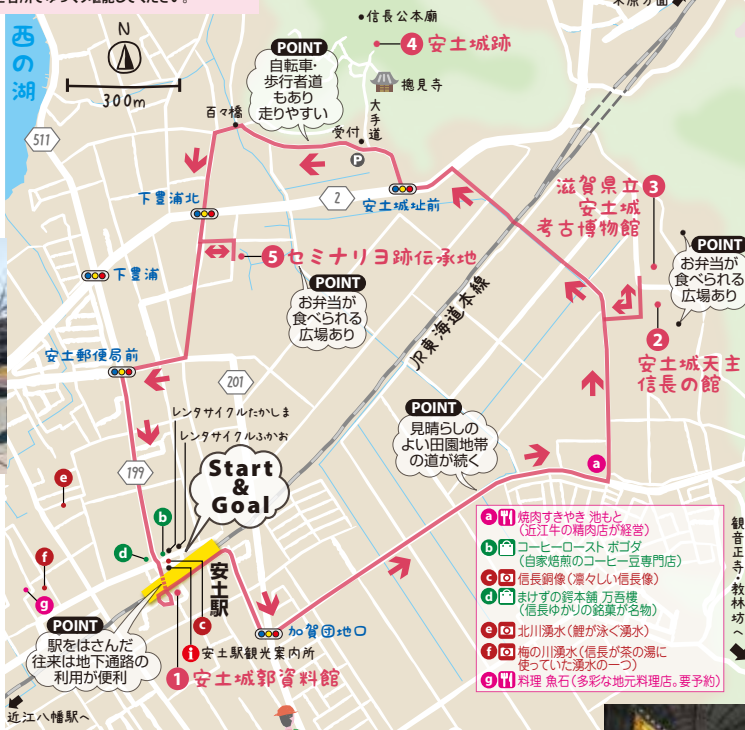 西の湖
N
300m
511
POINT
自転車・
歩行者道
もあり
走りやすい
信長公本廟
4 安土城跡
摠見寺
大手道
受付
P
百々橋
下豊浦北
2
安土城址前
滋賀県立
安土城
考古博物館
3
POINT
お弁当が
食べられる
広場あり
2
安土城天主
信長の館
5 セミナリヨ跡伝承地
POINT
お弁当が
食べられる
広場あり
下豊浦
JR東海道本線
安土郵便局前
201
レンタサイクルたかしま
レンタサイクルふかお
199
Start
&
Goal
POINT
見晴らしの
よい田園地帯
の道が続く
a
e
b
d
f
g
安土駅
c
POINT
駅をはさんだ
往来は地下通路の
利用が便利
加賀団地口
i 安土駅観光案内所
1 安土城郭資料館
近江八幡駅へ
a 焼肉すきやき 池もと
(近江牛の精肉店が経営)
b コーヒーロースト ポゴダ
(自家焙煎のコーヒー豆専門店)
c 信長銅像(凛々しい信長像)
d まけずの鍔本舗 万吾樓
(信長ゆかりの銘菓が名物)
e 北川湧水(鯉が泳ぐ湧水)
f 梅の川湧水(信長が茶の湯に
使っていた湧水の一つ)
g 料理 魚石(多彩な地元料理店。要予約)
観音正寺・教林坊へ